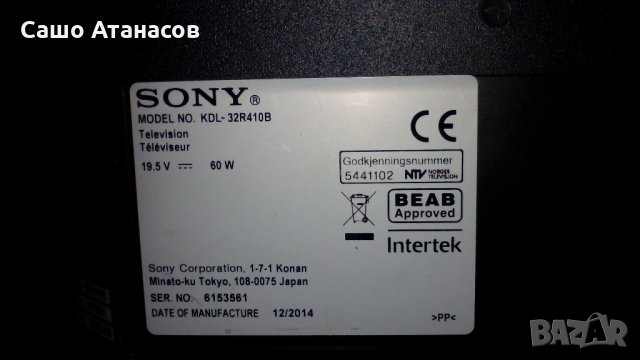 Сашо Атанасов
SONY®
MODEL NO. KDL-32R410B
Television
Téléviseur
19.5 V ⎓ 60 W
CE
Godkjenningsnummer
5441102 NTV NORGES TELEVISJON
BEAB
Approved
Intertek
Sony Corporation, 1-7-1 Konan
Minato-ku Tokyo, 108-0075 Japan
SER. NO: 6153561
DATE OF MANUFACTURE 12/2014
>PP<
BAZAR